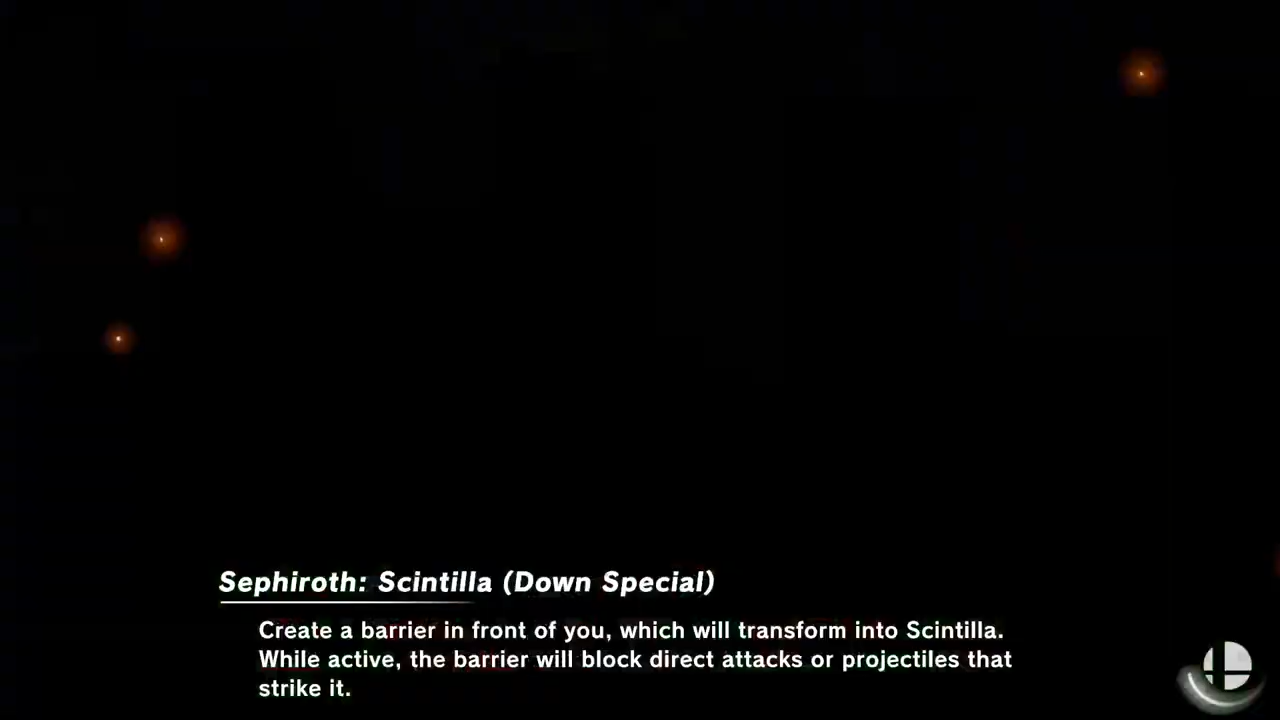 Sephiroth: Scintilla (Down Special)
Create a barrier in front of you, which will transform into Scintilla.
While active, the barrier will block direct attacks or projectiles that
strike it.